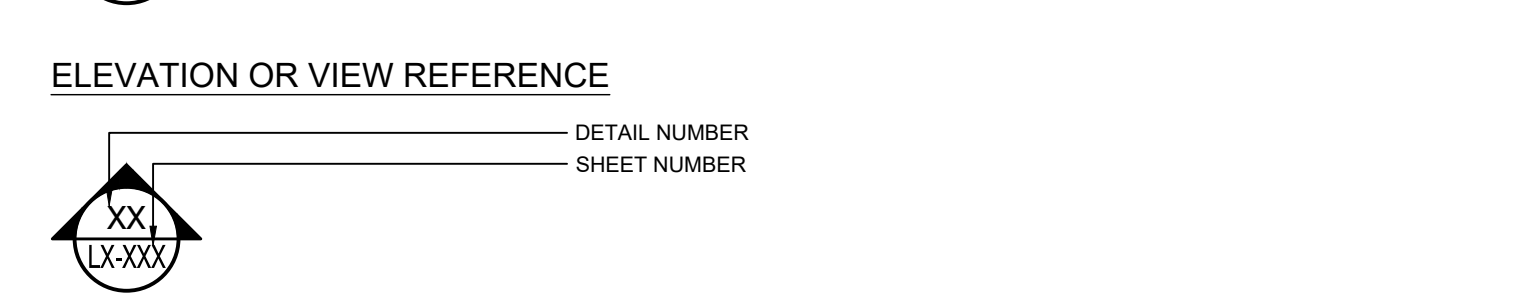 ELEVATION OR VIEW REFERENCE
DETAIL NUMBER
SHEET NUMBER
XX
LX-XXX